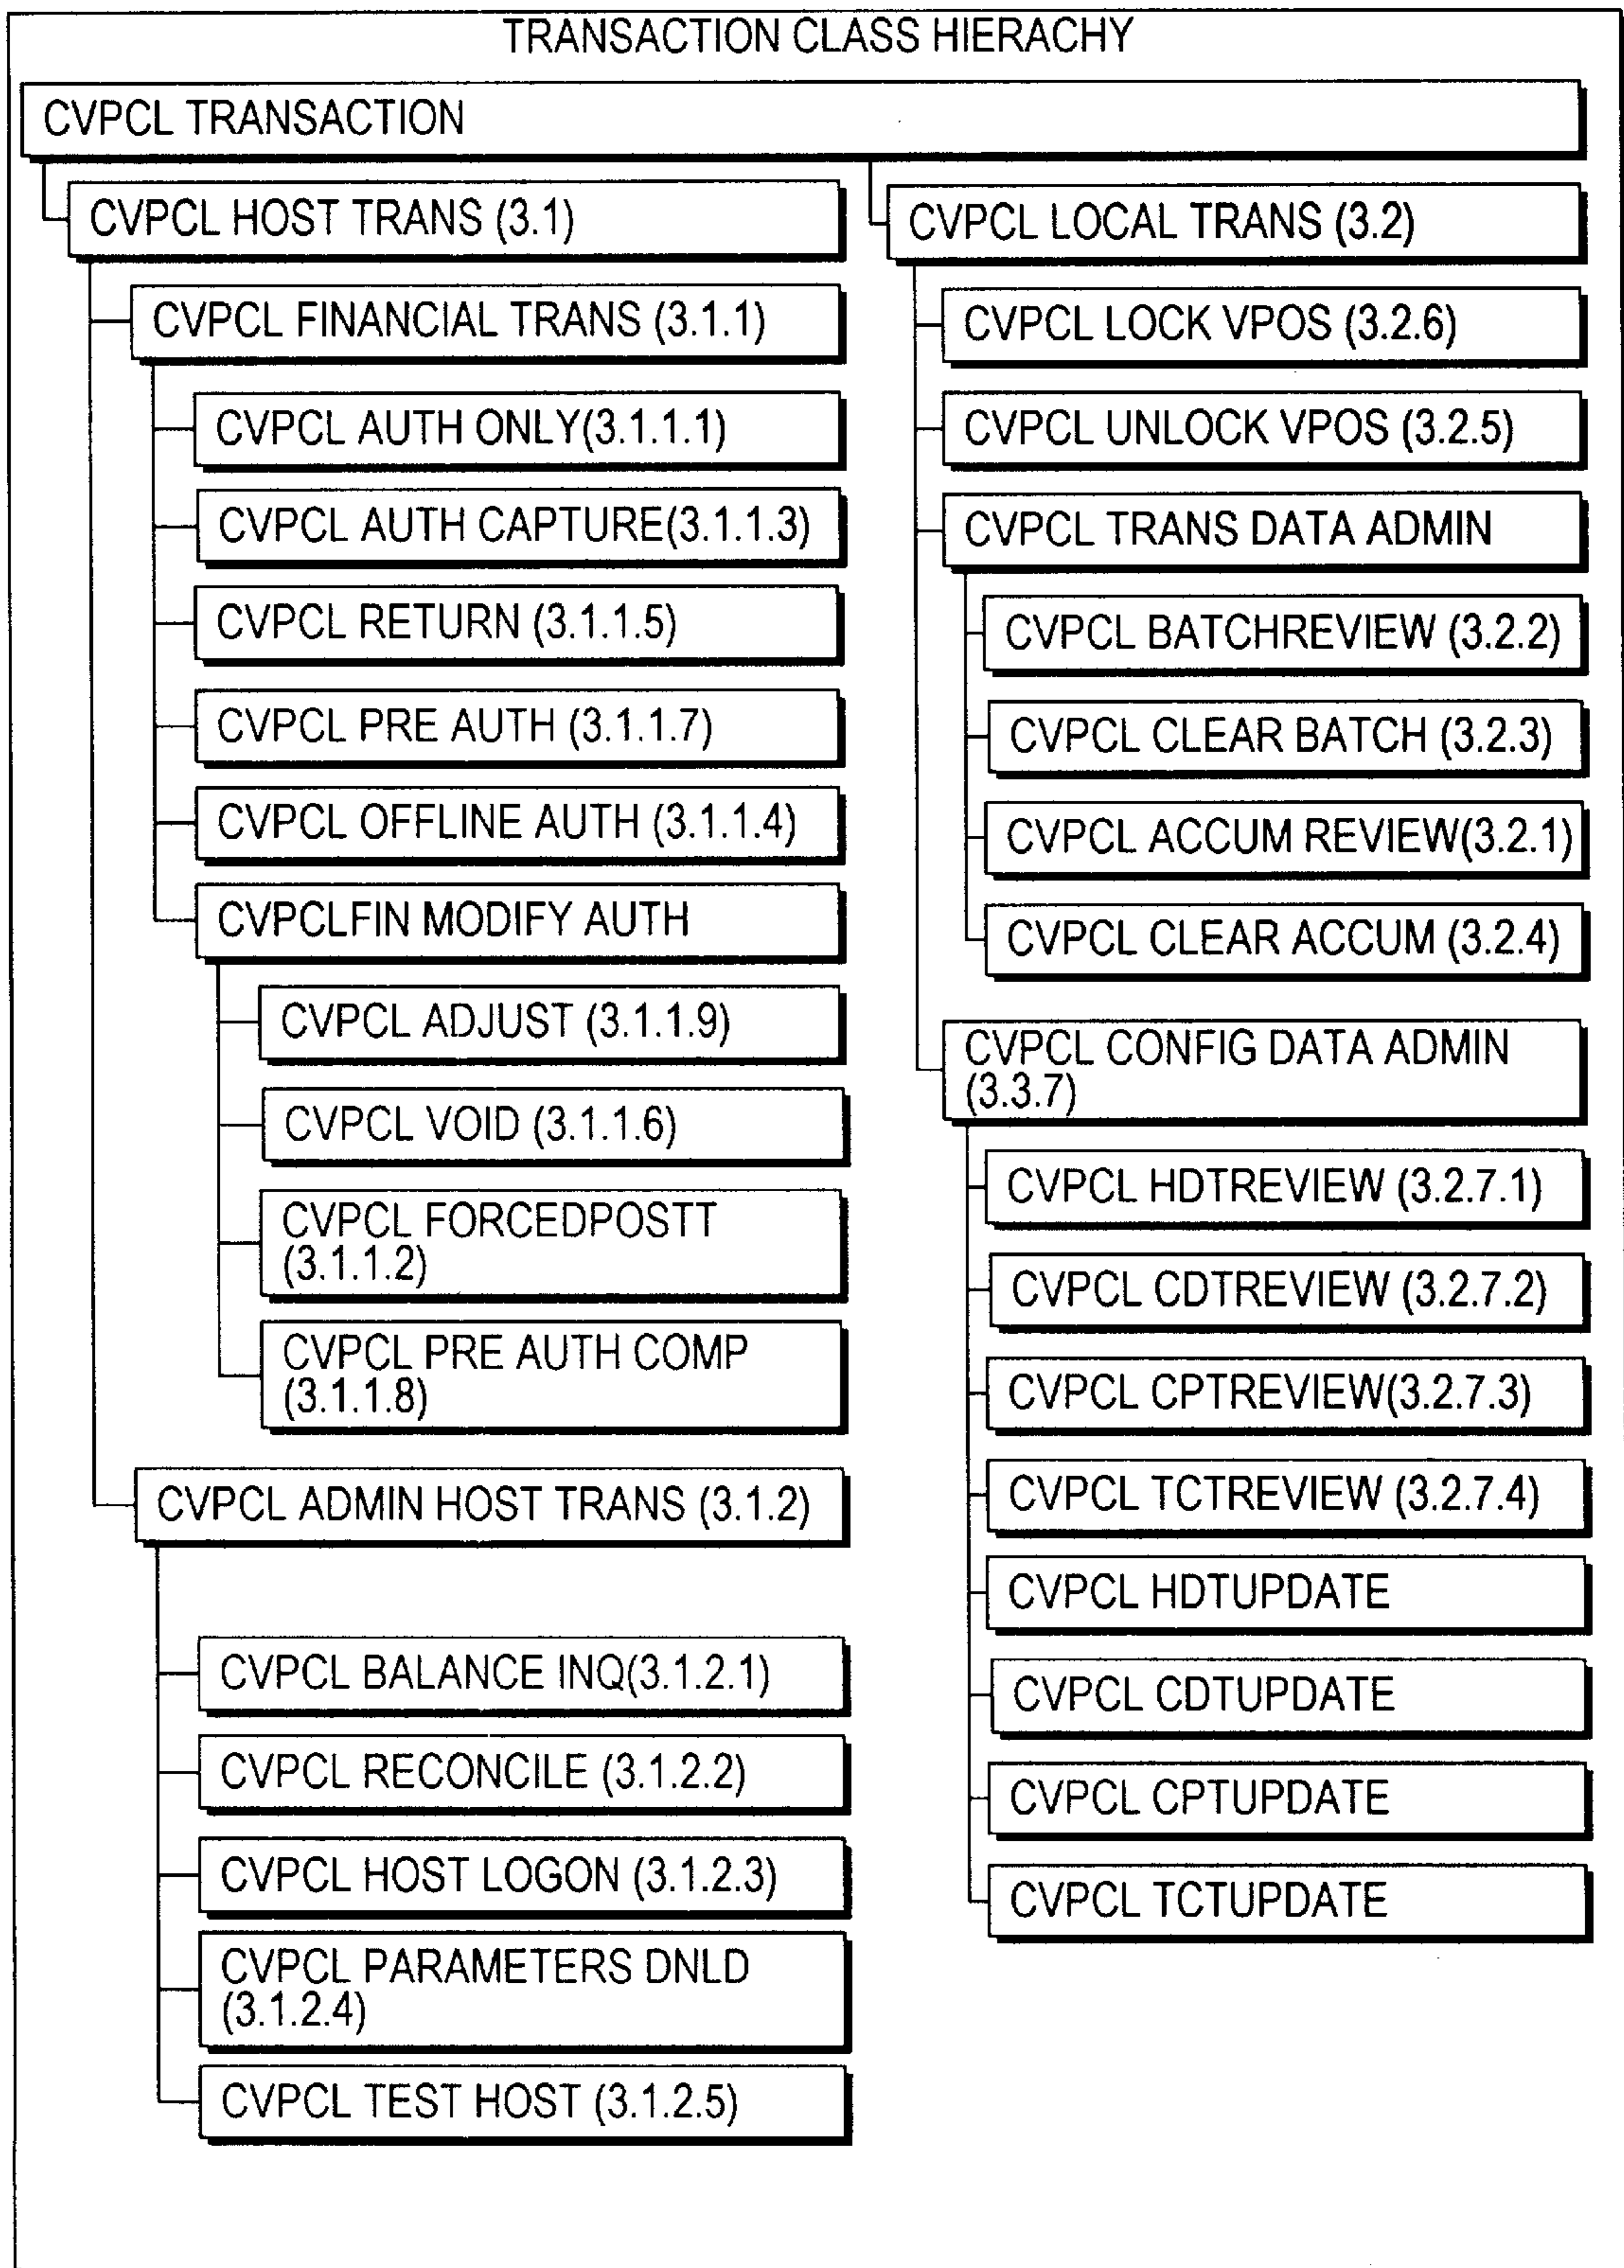 TRANSACTION CLASS HIERACHY
CVPCL TRANSACTION
CVPCL HOST TRANS (3.1)
CVPCL FINANCIAL TRANS (3.1.1)
CVPCL AUTH ONLY(3.1.1.1)
CVPCL AUTH CAPTURE(3.1.1.3)
CVPCL RETURN (3.1.1.5)
CVPCL PRE AUTH (3.1.1.7)
CVPCL OFFLINE AUTH (3.1.1.4)
CVPCLFIN MODIFY AUTH
CVPCL ADJUST (3.1.1.9)
CVPCL VOID (3.1.1.6)
CVPCL FORCEDPOSTT
(3.1.1.2)
CVPCL PRE AUTH COMP
(3.1.1.8)
CVPCL ADMIN HOST TRANS (3.1.2)
CVPCL BALANCE INQ(3.1.2.1)
CVPCL RECONCILE (3.1.2.2)
CVPCL HOST LOGON (3.1.2.3)
CVPCL PARAMETERS DNLD
(3.1.2.4)
CVPCL TEST HOST (3.1.2.5)
CVPCL LOCAL TRANS (3.2)
CVPCL LOCK VPOS (3.2.6)
CVPCL UNLOCK VPOS (3.2.5)
CVPCL TRANS DATA ADMIN
CVPCL BATCHREVIEW (3.2.2)
CVPCL CLEAR BATCH (3.2.3)
CVPCL ACCUM REVIEW(3.2.1)
CVPCL CLEAR ACCUM (3.2.4)
CVPCL CONFIG DATA ADMIN
(3.3.7)
CVPCL HDTREVIEW (3.2.7.1)
CVPCL CDTREVIEW (3.2.7.2)
CVPCL CPTREVIEW(3.2.7.3)
CVPCL TCTREVIEW (3.2.7.4)
CVPCL HDTUPDATE
CVPCL CDTUPDATE
CVPCL CPTUPDATE
CVPCL TCTUPDATE